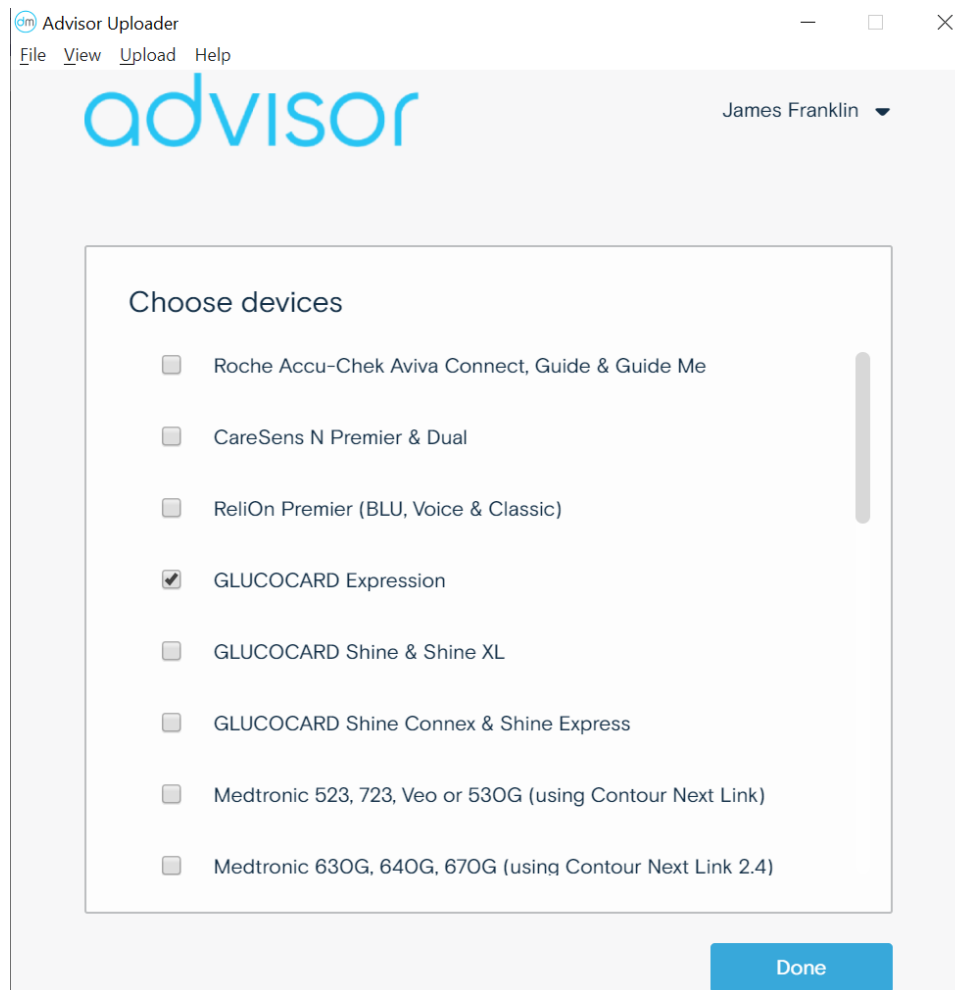 dm Advisor Uploader
File View Upload Help
advisor
James Franklin
Choose devices
Roche Accu-Chek Aviva Connect, Guide & Guide Me
CareSens N Premier & Dual
ReliOn Premier (BLU, Voice & Classic)
GLUCOCARD Expression
GLUCOCARD Shine & Shine XL
GLUCOCARD Shine Connex & Shine Express
Medtronic 523, 723, Veo or 530G (using Contour Next Link)
Medtronic 630G, 640G, 670G (using Contour Next Link 2.4)
Done